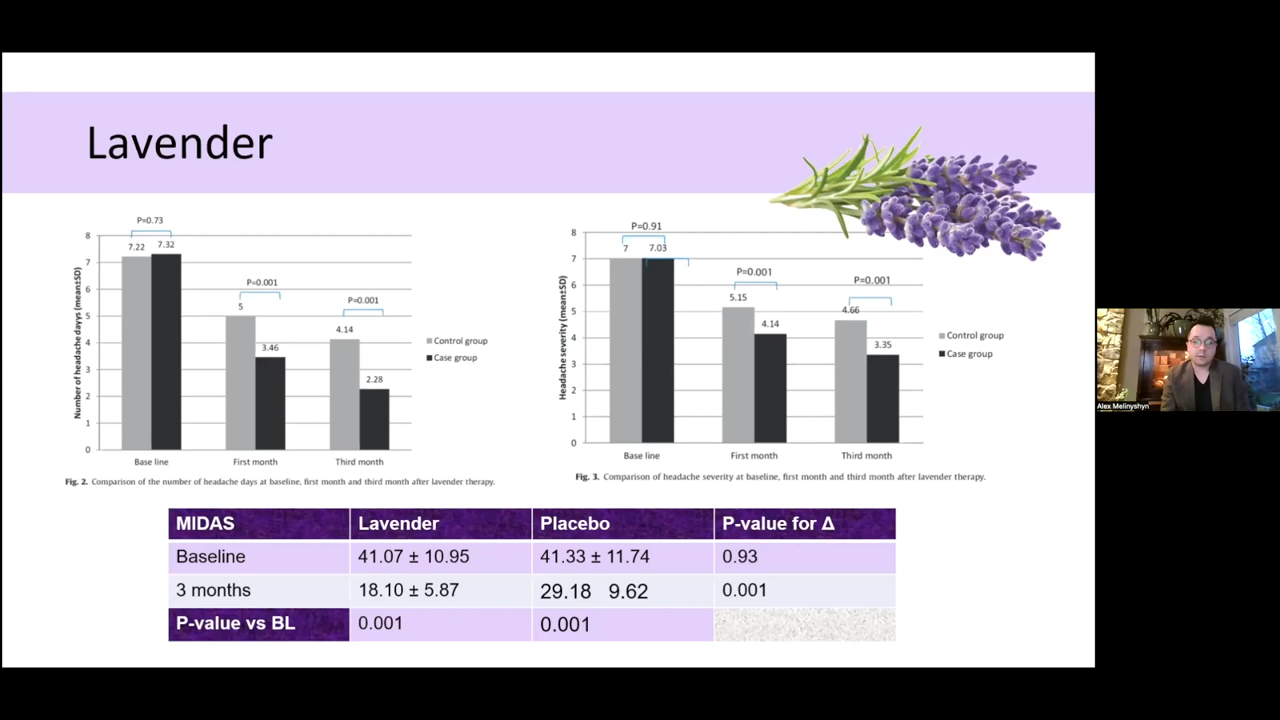 Lavender
P=0.73
7.22 7.32
P=0.001
5
3.46
P=0.001
4.14
2.28
8
7
6
5
4
3
2
1
0
Number of headache dayys (mean±SD)
Base line First month Third month
Control group
Case group
Fig. 2. Comparison of the number of headache days at baseline, first month and third month after lavender therapy.
P=0.91
7 7.03
P=0.001
5.15
4.14
P=0.001
4.66
3.35
8
7
6
5
4
3
2
1
0
Headache severity (mean±SD)
Base line First month Third month
Control group
Case group
Fig. 3. Comparison of headache severity at baseline, first month and third month after lavender therapy.
MIDAS Lavender Placebo P-value for Δ
Baseline 41.07 ± 10.95 41.33 ± 11.74 0.93
3 months 18.10 ± 5.87 29.18 9.62 0.001
P-value vs BL 0.001 0.001
Alex Melinyshyn